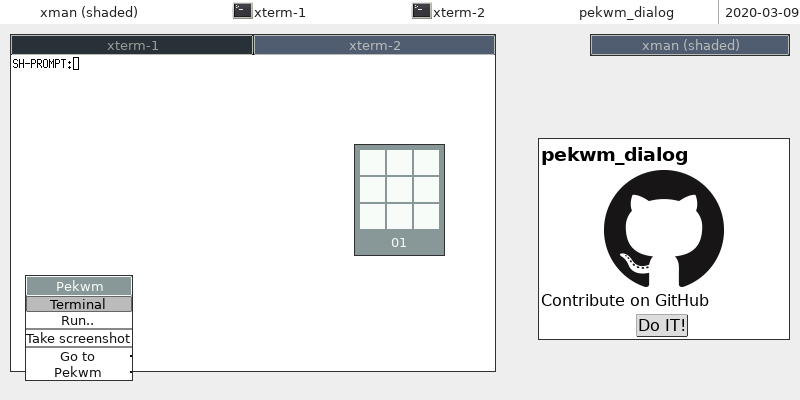 xman (shaded) xterm-1 xterm-2 pekwm_dialog 2020-03-09
xterm-1 xterm-2 xman (shaded)
SH-PROMPT:
01
Pekwm
Terminal
Run..
Take screenshot
Go to
Pekwm
pekwm_dialog
Contribute on GitHub
Do IT!